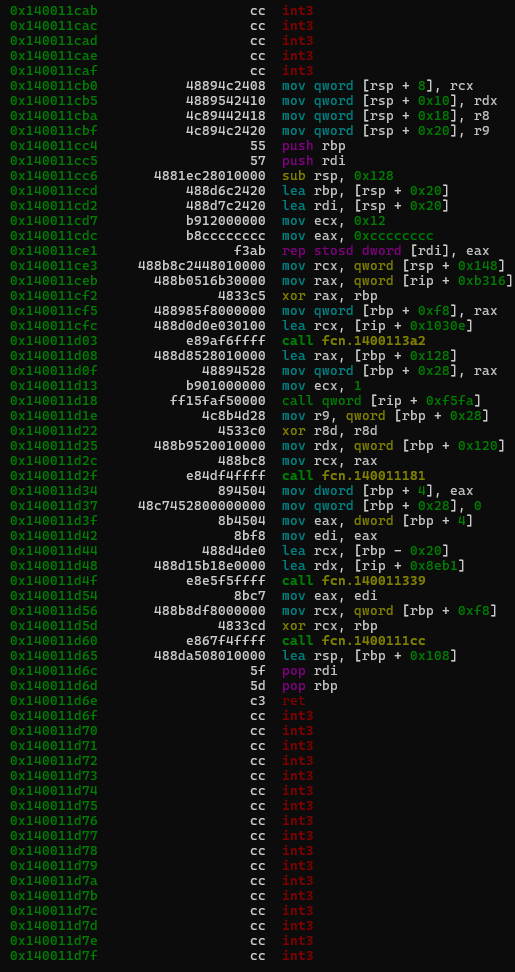 0x140011cab cc int3
0x140011cac cc int3
0x140011cad cc int3
0x140011cae cc int3
0x140011caf cc int3
0x140011cb0 48894c2408 mov qword [rsp + 8], rcx
0x140011cb5 4889542410 mov qword [rsp + 0x10], rdx
0x140011cba 4c89442418 mov qword [rsp + 0x18], r8
0x140011cbf 4c894c2420 mov qword [rsp + 0x20], r9
0x140011cc4 55 push rbp
0x140011cc5 57 push rdi
0x140011cc6 4881ec28010000 sub rsp, 0x128
0x140011ccd 488d6c2420 lea rbp, [rsp + 0x20]
0x140011cd2 488d7c2420 lea rdi, [rsp + 0x20]
0x140011cd7 b912000000 mov ecx, 0x12
0x140011cdc b8cccccccc mov eax, 0xcccccccc
0x140011ce1 f3ab rep stosd dword [rdi], eax
0x140011ce3 488b8c2448010000 mov rcx, qword [rsp + 0x148]
0x140011ceb 488b0516b30000 mov rax, qword [rip + 0xb316]
0x140011cf2 4833c5 xor rax, rbp
0x140011cf5 488985f8000000 mov qword [rbp + 0xf8], rax
0x140011cfc 488d0d0e030100 lea rcx, [rip + 0x1030e]
0x140011d03 e89af6ffff call fcn.1400113a2
0x140011d08 488d8528010000 lea rax, [rbp + 0x128]
0x140011d0f 48894528 mov qword [rbp + 0x28], rax
0x140011d13 b901000000 mov ecx, 1
0x140011d18 ff15faf50000 call qword [rip + 0xf5fa]
0x140011d1e 4c8b4d28 mov r9, qword [rbp + 0x28]
0x140011d22 4533c0 xor r8d, r8d
0x140011d25 488b9520010000 mov rdx, qword [rbp + 0x120]
0x140011d2c 488bc8 mov rcx, rax
0x140011d2f e84df4ffff call fcn.140011181
0x140011d34 894504 mov dword [rbp + 4], eax
0x140011d37 48c7452800000000 mov qword [rbp + 0x28], 0
0x140011d3f 8b4504 mov eax, dword [rbp + 4]
0x140011d42 8bf8 mov edi, eax
0x140011d44 488d4de0 lea rcx, [rbp − 0x20]
0x140011d48 488d15b18e0000 lea rdx, [rip + 0x8eb1]
0x140011d4f e8e5f5ffff call fcn.140011339
0x140011d54 8bc7 mov eax, edi
0x140011d56 488b8df8000000 mov rcx, qword [rbp + 0xf8]
0x140011d5d 4833cd xor rcx, rbp
0x140011d60 e867f4ffff call fcn.1400111cc
0x140011d65 488da508010000 lea rsp, [rbp + 0x108]
0x140011d6c 5f pop rdi
0x140011d6d 5d pop rbp
0x140011d6e c3 ret
0x140011d6f cc int3
0x140011d70 cc int3
0x140011d71 cc int3
0x140011d72 cc int3
0x140011d73 cc int3
0x140011d74 cc int3
0x140011d75 cc int3
0x140011d76 cc int3
0x140011d77 cc int3
0x140011d78 cc int3
0x140011d79 cc int3
0x140011d7a cc int3
0x140011d7b cc int3
0x140011d7c cc int3
0x140011d7d cc int3
0x140011d7e cc int3
0x140011d7f cc int3